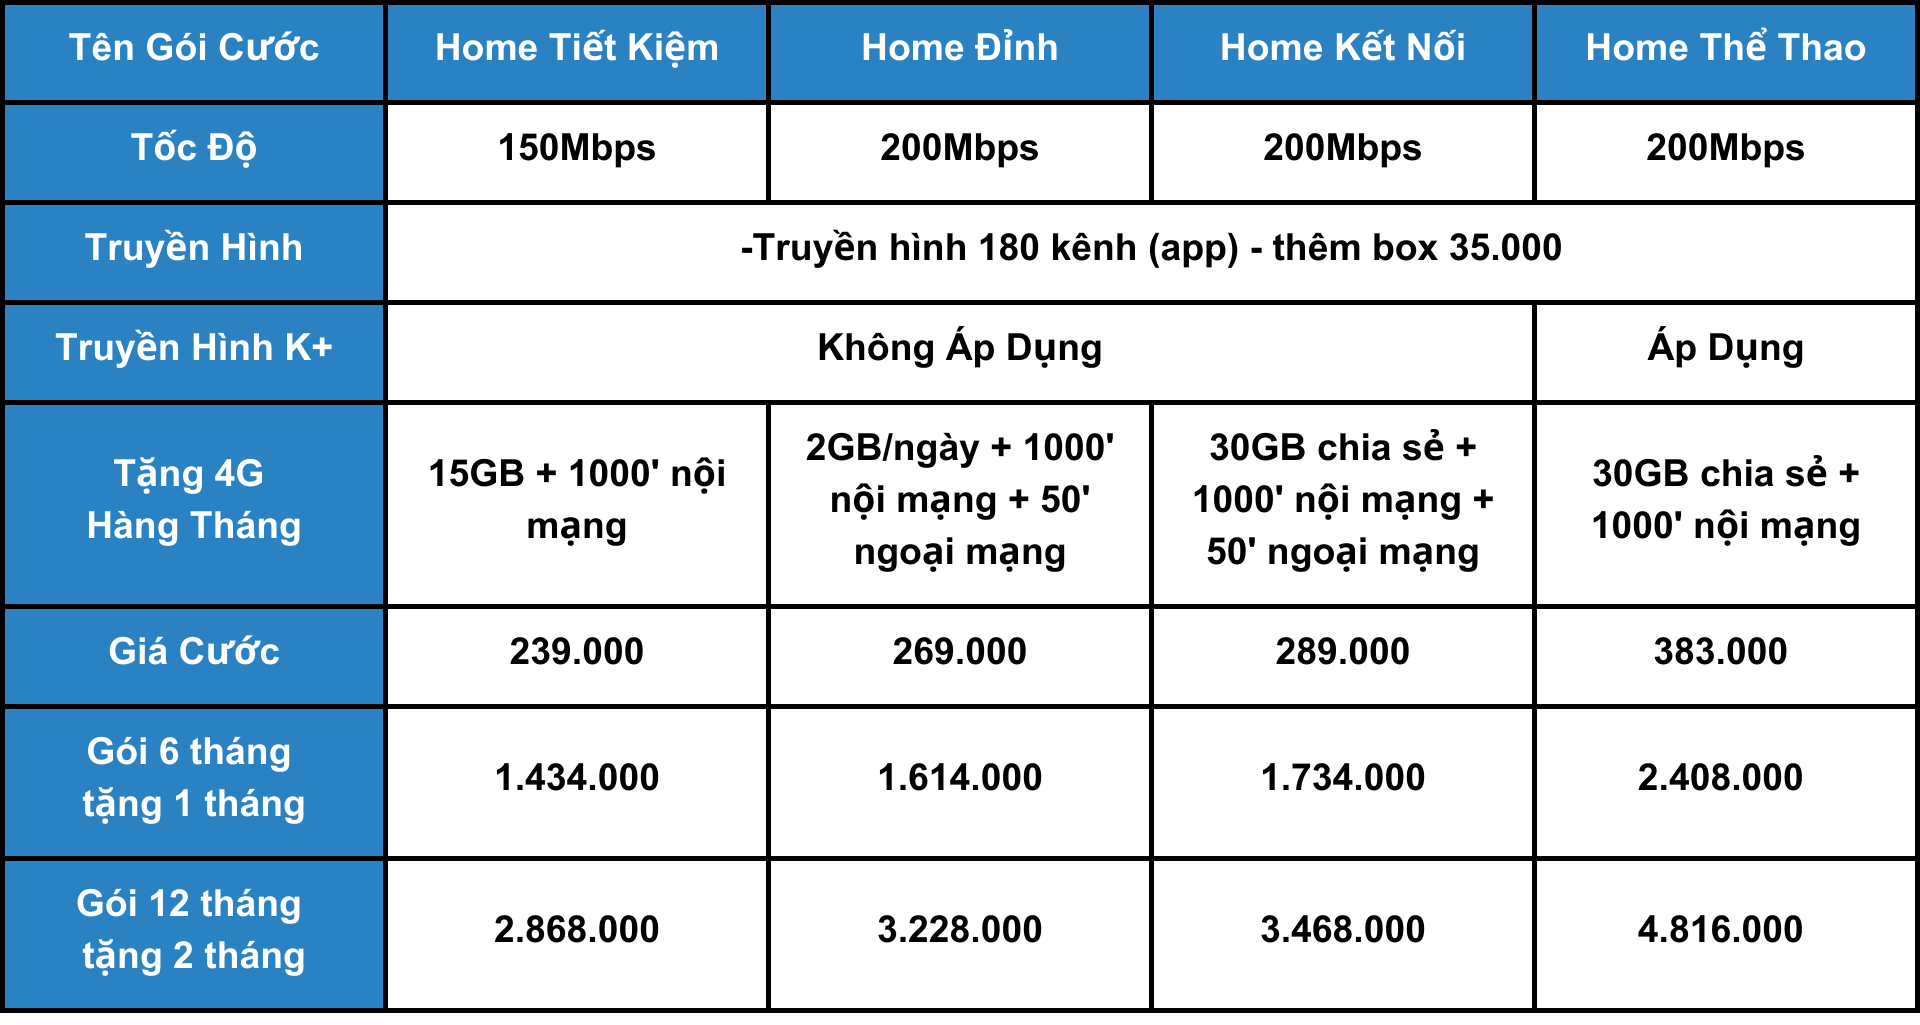 Tên Gói Cước
Home Tiết Kiệm
Home Đỉnh
Home Kết Nối
Home Thể Thao
Tốc Độ
150Mbps
200Mbps
200Mbps
200Mbps
Truyền Hình
-Truyền hình 180 kênh (app) - thêm box 35.000
Truyền Hình K+
Không Áp Dụng
Áp Dụng
Tặng 4G
Hàng Tháng
15GB + 1000' nội
mạng
2GB/ngày + 1000'
nội mạng + 50'
ngoại mạng
30GB chia sẻ +
1000' nội mạng +
50' ngoại mạng
30GB chia sẻ +
1000' nội mạng
Giá Cước
239.000
269.000
289.000
383.000
Gói 6 tháng
tặng 1 tháng
1.434.000
1.614.000
1.734.000
2.408.000
Gói 12 tháng
tặng 2 tháng
2.868.000
3.228.000
3.468.000
4.816.000